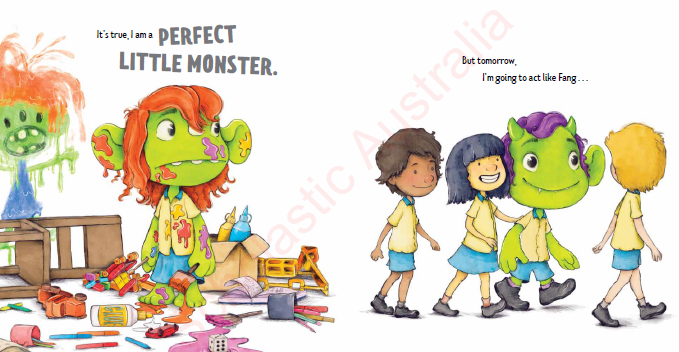 It's true, I am a PERFECT
LITTLE MONSTER.
But tomorrow,
I'm going to act like Fang . . .
astic Australia